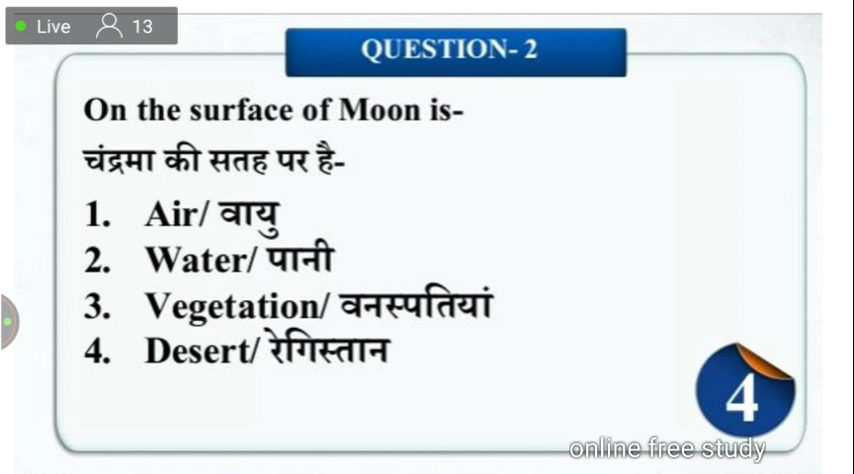 Live 13
QUESTION- 2
On the surface of Moon is-
चंद्रमा की सतह पर है-
1. Air/ वायु
2. Water/ पानी
3. Vegetation/ वनस्पतियां
4. Desert/ रेगिस्तान
4
online free study